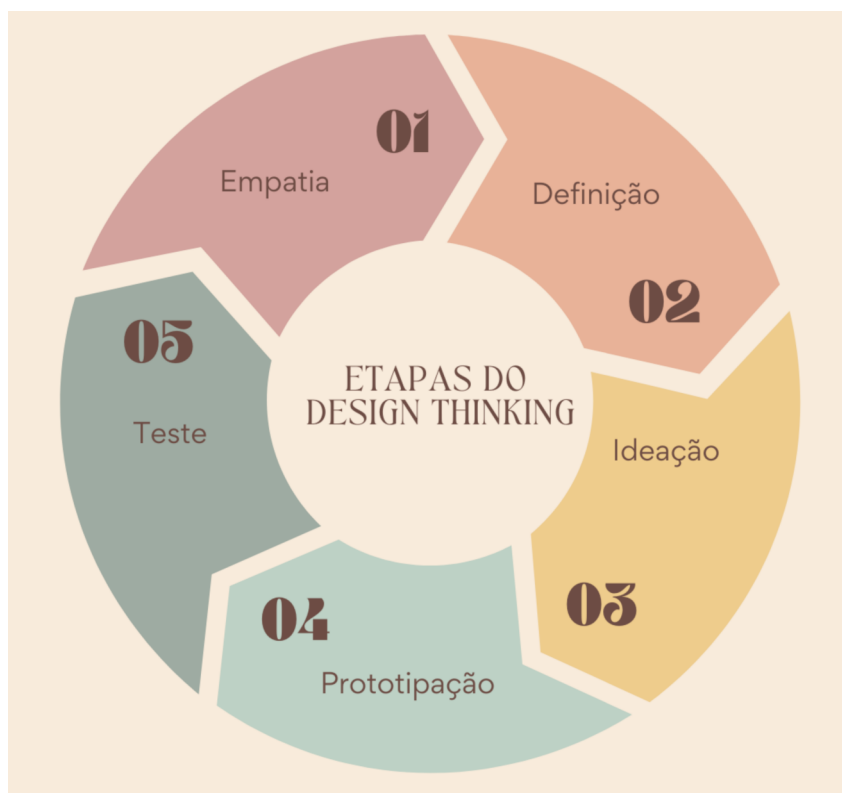 01
Empatia
Definição
02
Ideação
03
04
Prototipação
05
Teste
ETAPAS DO
DESIGN THINKING